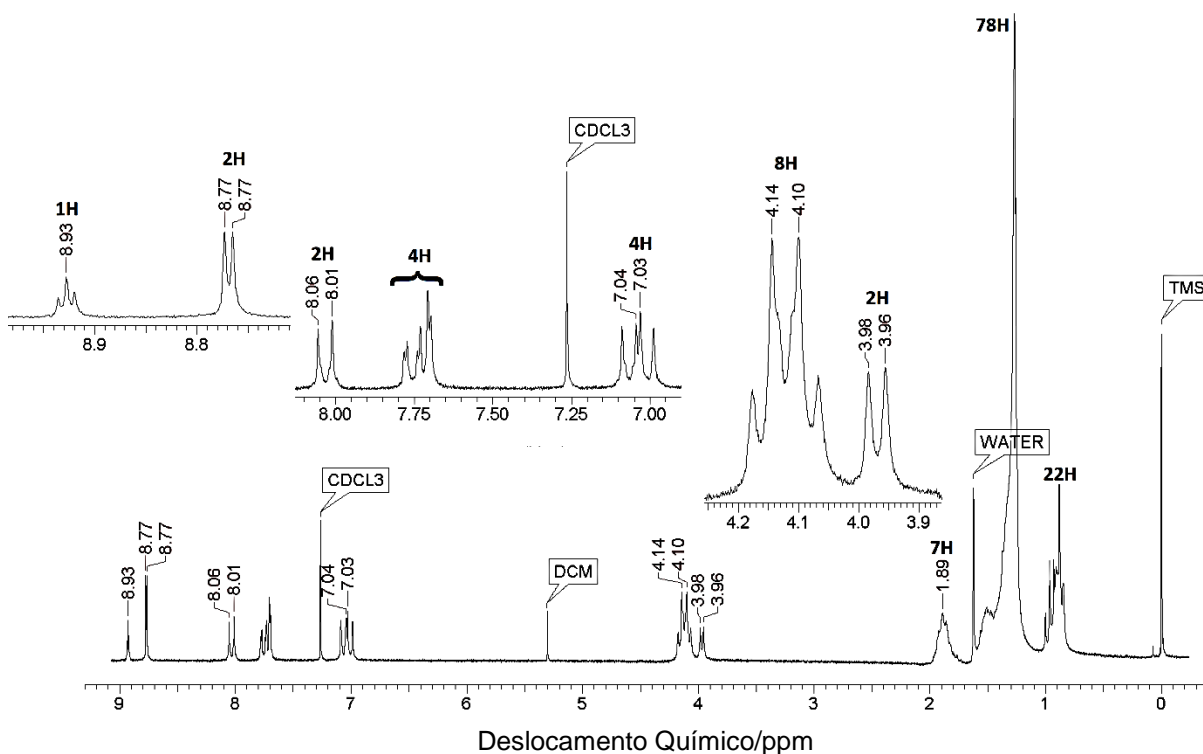 78H
CDCL3
8H
4.14
4.10
2H
8.77
8.77
1H
8.93
2H
8.06
8.01
4H
4H
7.04
7.03
2H
3.98
3.96
TMS
8.9
8.8
8.00
7.75
7.50
7.25
7.00
4.2
4.1
4.0
3.9
WATER
22H
CDCL3
8.93
8.77
8.77
8.06
8.01
7.04
7.03
DCM
4.14
4.10
3.98
3.96
7H
1.89
9
8
7
6
5
4
3
2
1
0
Deslocamento Químico/ppm